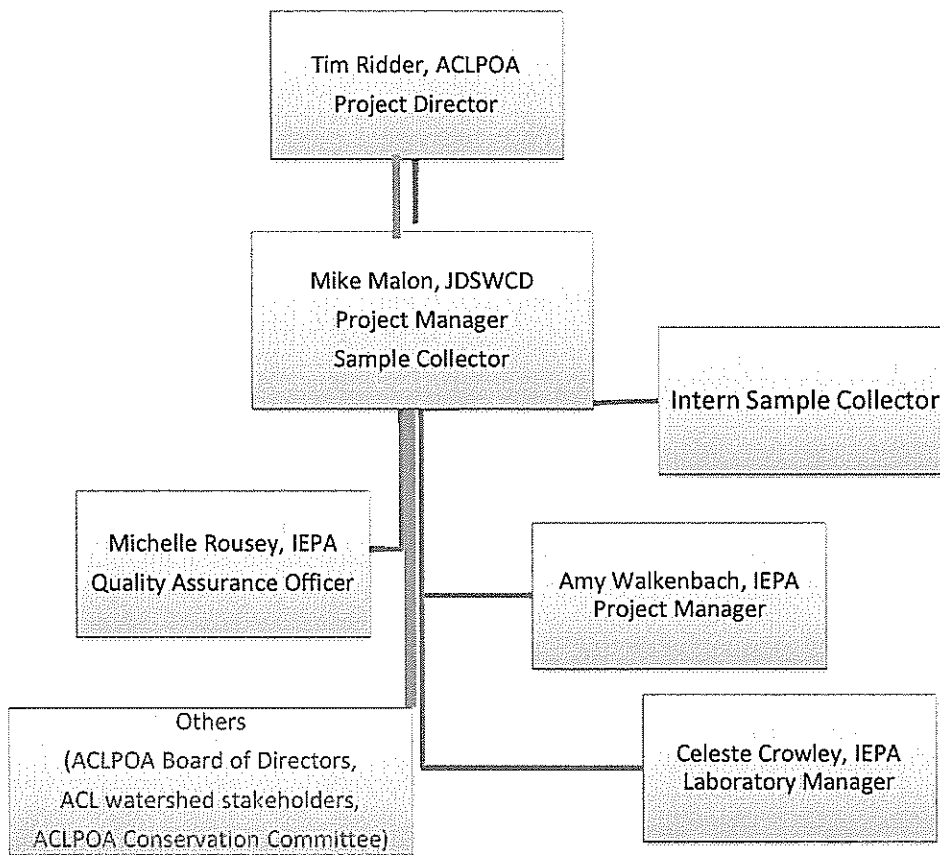 Tim Ridder, ACLPOA
Project Director
Mike Malon, JDSWCD
Project Manager
Sample Collector
Intern Sample Collector
Michelle Rousey, IEPA
Quality Assurance Officer
Amy Walkenbach, IEPA
Project Manager
Others
(ACLPOA Board of Directors,
ACL watershed stakeholders,
ACLPOA Conservation Committee)
Celeste Crowley, IEPA
Laboratory Manager